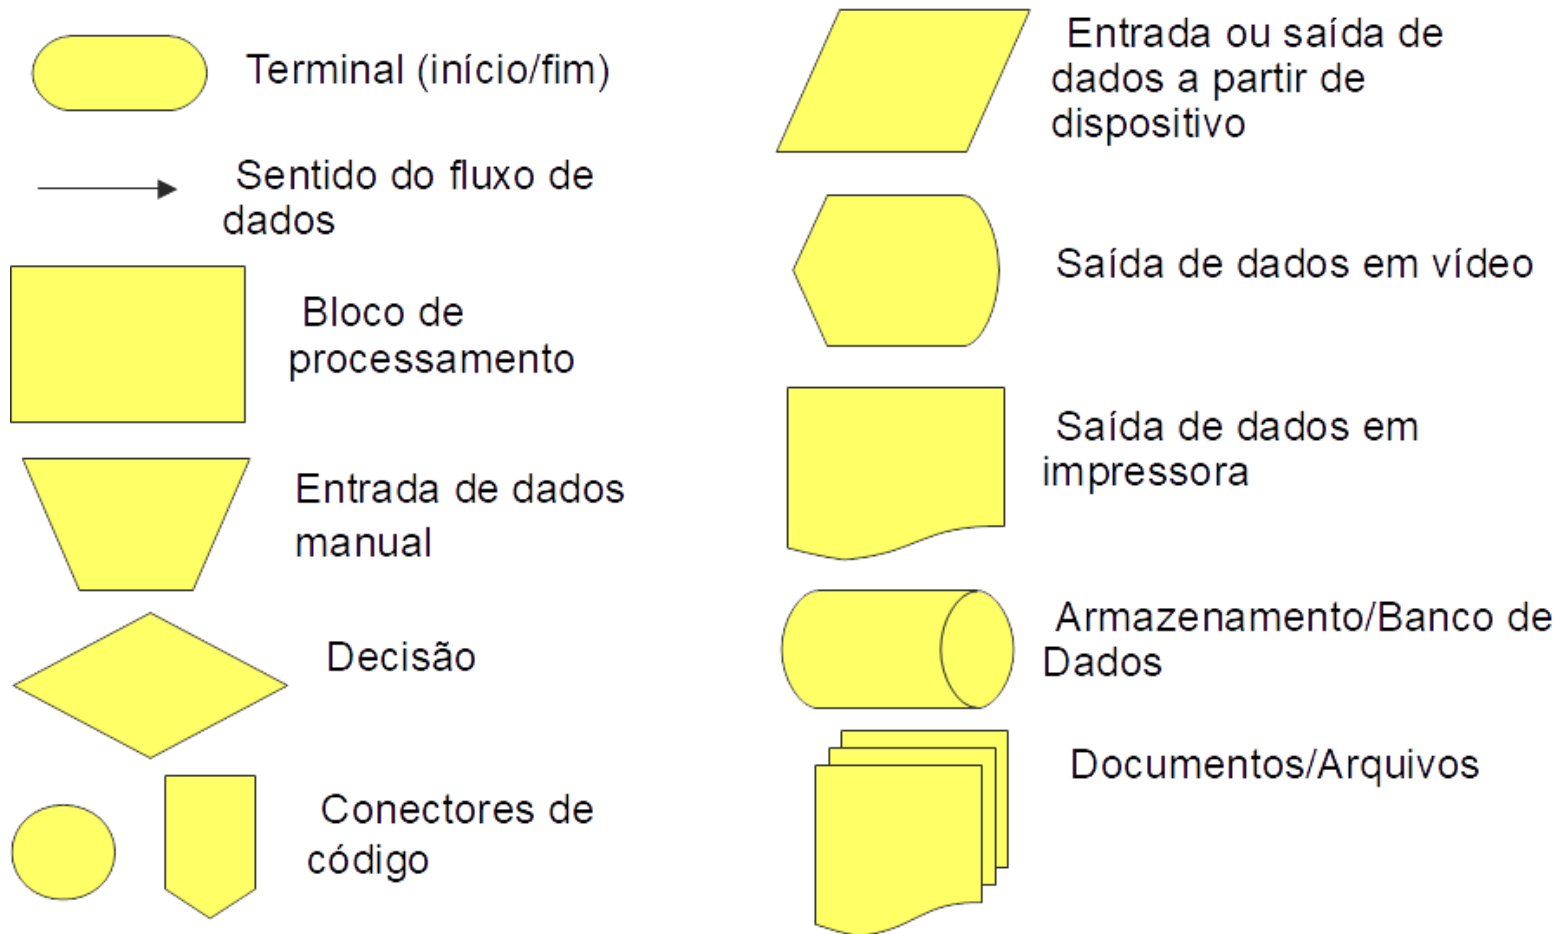 Terminal (início/fim)
Sentido do fluxo de
dados
Bloco de
processamento
Entrada de dados
manual
Decisão
Conectores de
código
Entrada ou saída de
dados a partir de
dispositivo
Saída de dados em vídeo
Saída de dados em
impressora
Armazenamento/Banco de
Dados
Documentos/Arquivos